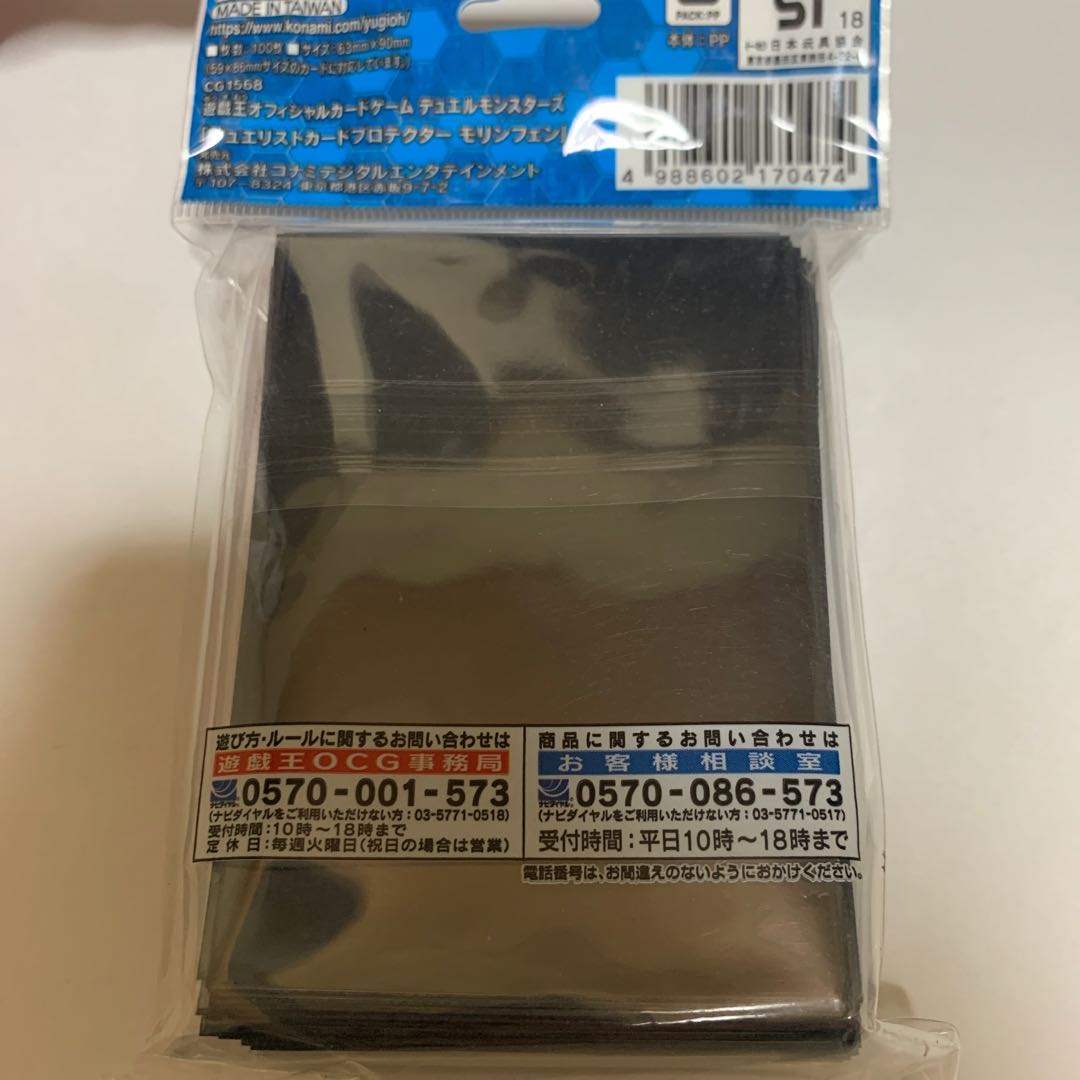 MADE IN TAIWAN
https://www.konami.com/yugioh/
■枚数：100枚 ■サイズ：63mm×90mm
(59×86mmサイズのカードに対応しています。)
CG1568
遊戯王オフィシャルカードゲーム デュエルモンスターズ
デュエリストカードプロテクター モリンフェン
発売元
株式会社コナミデジタルエンタテインメント
〒107-8324 東京都港区赤坂9-7-2
PACK:PP
本体：PP
ST
18
日本玩具協会
4 988602 170474
遊び方・ルールに関するお問い合わせは
遊戯王OCG事務局
ナビダイヤル 0570-001-573
(ナビダイヤルをご利用いただけない方：03-5771-0518)
受付時間：10時～18時まで
定休日：毎週火曜日(祝日の場合は営業)
商品に関するお問い合わせは
お客様相談室
ナビダイヤル 0570-086-573
(ナビダイヤルをご利用いただけない方：03-5771-0517)
受付時間：平日10時～18時まで
電話番号は、お間違えのないようにおかけください。